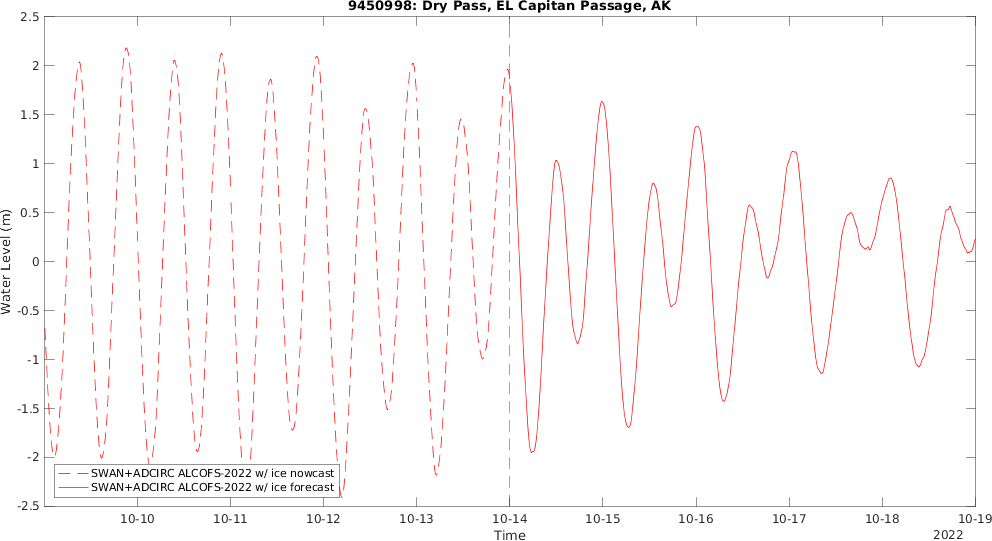 9450998: Dry Pass, EL Capitan Passage, AK
2.5
2
1.5
1
0.5
0
-0.5
-1
-1.5
-2
-2.5
Water Level (m)
SWAN+ADCIRC ALCOFS-2022 w/ ice nowcast
SWAN+ADCIRC ALCOFS-2022 w/ ice forecast
10-10 10-11 10-12 10-13 10-14 10-15 10-16 10-17 10-18 10-19
Time
2022